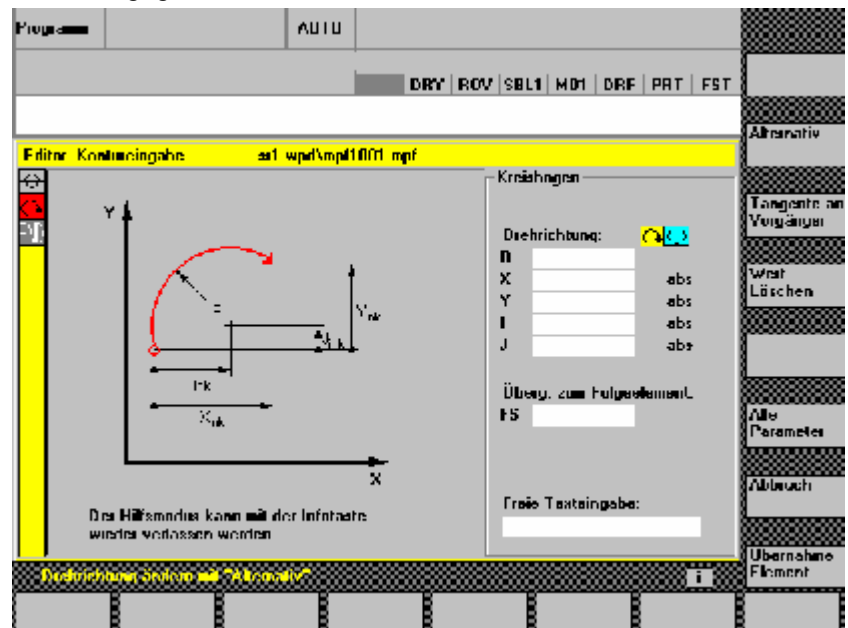 Programm
AUTO
DRY ROV SBL1 M01 DRF PRT FST
Editor Kontureingabe
Kreisbogen
Drehrichtung:
R
X abs
Y abs
I abs
J abs
Überg. zum Folgeelement.
FS
Freie Texteingabe:
Y
X
Der Hilfsmodus kann mit der Infotaste
wieder verlassen werden
Drehrichtung ändern mit "Alternativ"
i
Alternativ
Tangente an
Vorgänger
Wert
Löschen
Alle
Parameter
Abbruch
Übernahme
Element